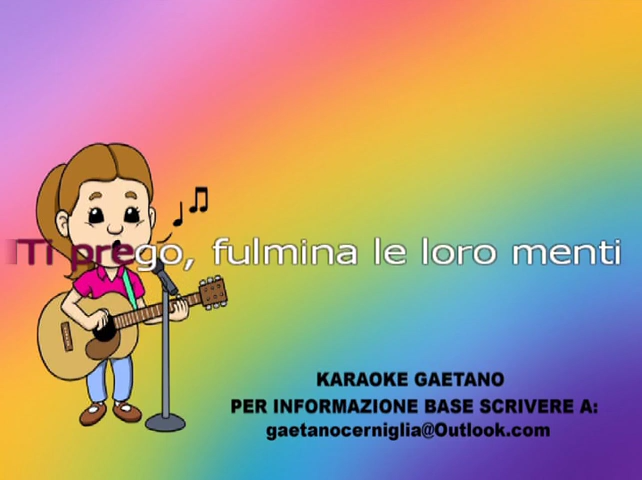 Ti prego, fulmina le loro menti
KARAOKE GAETANO
PER INFORMAZIONE BASE SCRIVERE A:
gaetanocerniglia@Outlook.com